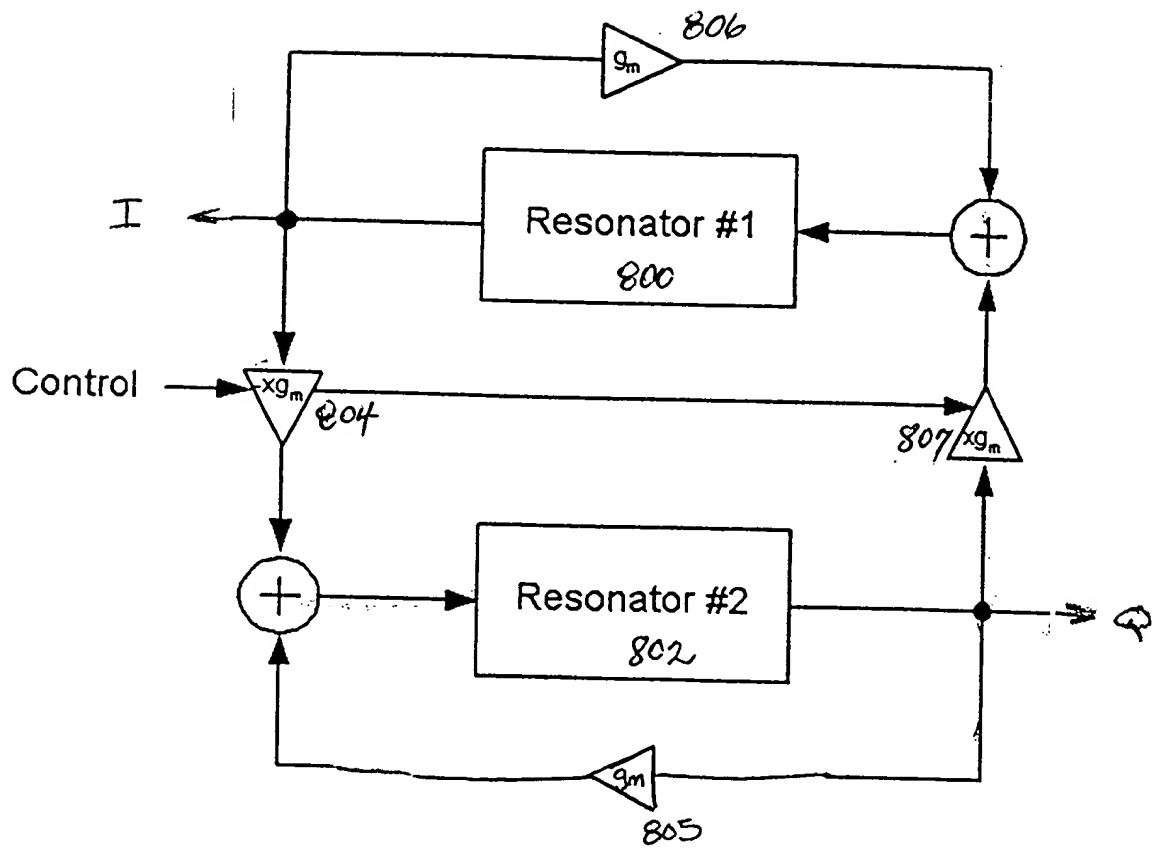 806
gm
I
Resonator #1
800
+
Control
-xgm
804
807
xgm
+
Resonator #2
802
Q
gm
805